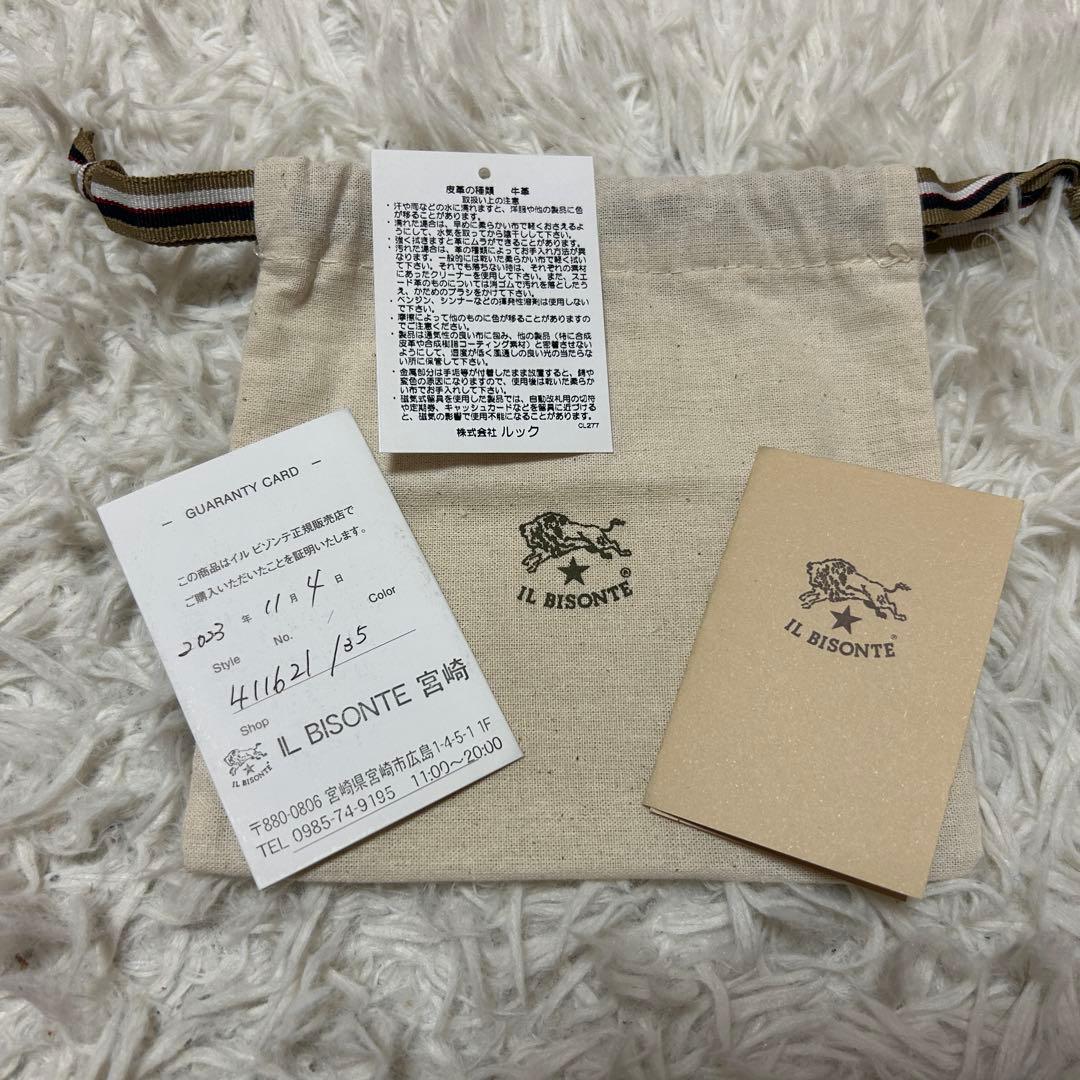 皮革の種類 牛革
取扱い上の注意
・汗や雨などの水に濡れますと、洋服や他の製品に色
が移ることがあります。
・濡れた場合は、早めに柔らかい布で軽くおさえるよ
うにして、水気を取ってから陰干しして下さい。
・強く拭きますと革にムラができることがあります。
・汚れた場合は、革の種類によってお手入れ方法が異
なります。一般的には乾いた柔らかい布で軽く拭い
て下さい。それでも落ちない時は、それぞれの素材
にあったクリーナーを使用して下さい。また、スエ
ード革のものについては消ゴムで汚れを落としたう
え、かためのブラシをかけて下さい。
・ベンジン、シンナーなどの揮発性溶剤は使用しない
で下さい。
・摩擦によって他のものに色が移ることがありますの
でご注意ください。
・製品は通気性の良い布に包み、他の製品（特に合成
皮革や合成樹脂コーティング素材）と密着させない
ようにして、湿度が低く風通しの良い光の当たらな
い所に保管して下さい。
・金属部分は手垢等が付着したまま放置すると、錆や
変色の原因になりますので、使用後は乾いた柔らか
い布でお手入れして下さい。
・磁気式留具を使用した製品では、自動改札用の切符
や定期券、キャッシュカードなどを留具に近づける
と、磁気の影響で使用不能になることがあります。
CL277
株式会社 ルック
— GUARANTY CARD —
この商品はイル ビゾンテ正規販売店で
ご購入いただいたことを証明いたします。
2023 年 11 月 4 日
Style No. / Color
411621 /35
Shop
IL BISONTE 宮崎
IL BISONTE
〒880-0806 宮崎県宮崎市広島1-4-5-1 1F
TEL 0985-74-9195 11:00~20:00
IL BISONTE®
IL BISONTE®